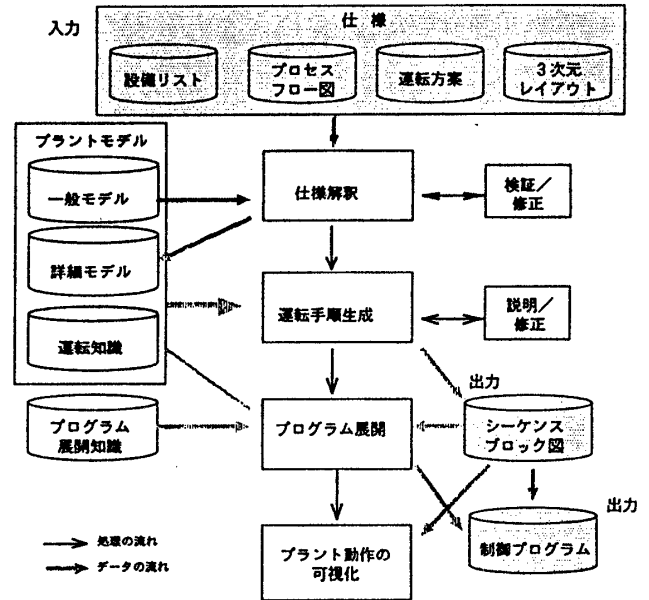 入力
仕 様
設備リスト
プロセス
フロー図
運転方案
3次元
レイアウト
プラントモデル
一般モデル
詳細モデル
運転知識
プログラム
展開知識
仕様解釈
検証/
修正
運転手順生成
説明/
修正
出力
プログラム展開
シーケンス
ブロック図
出力
制御プログラム
プラント動作の
可視化
処理の流れ
データの流れ